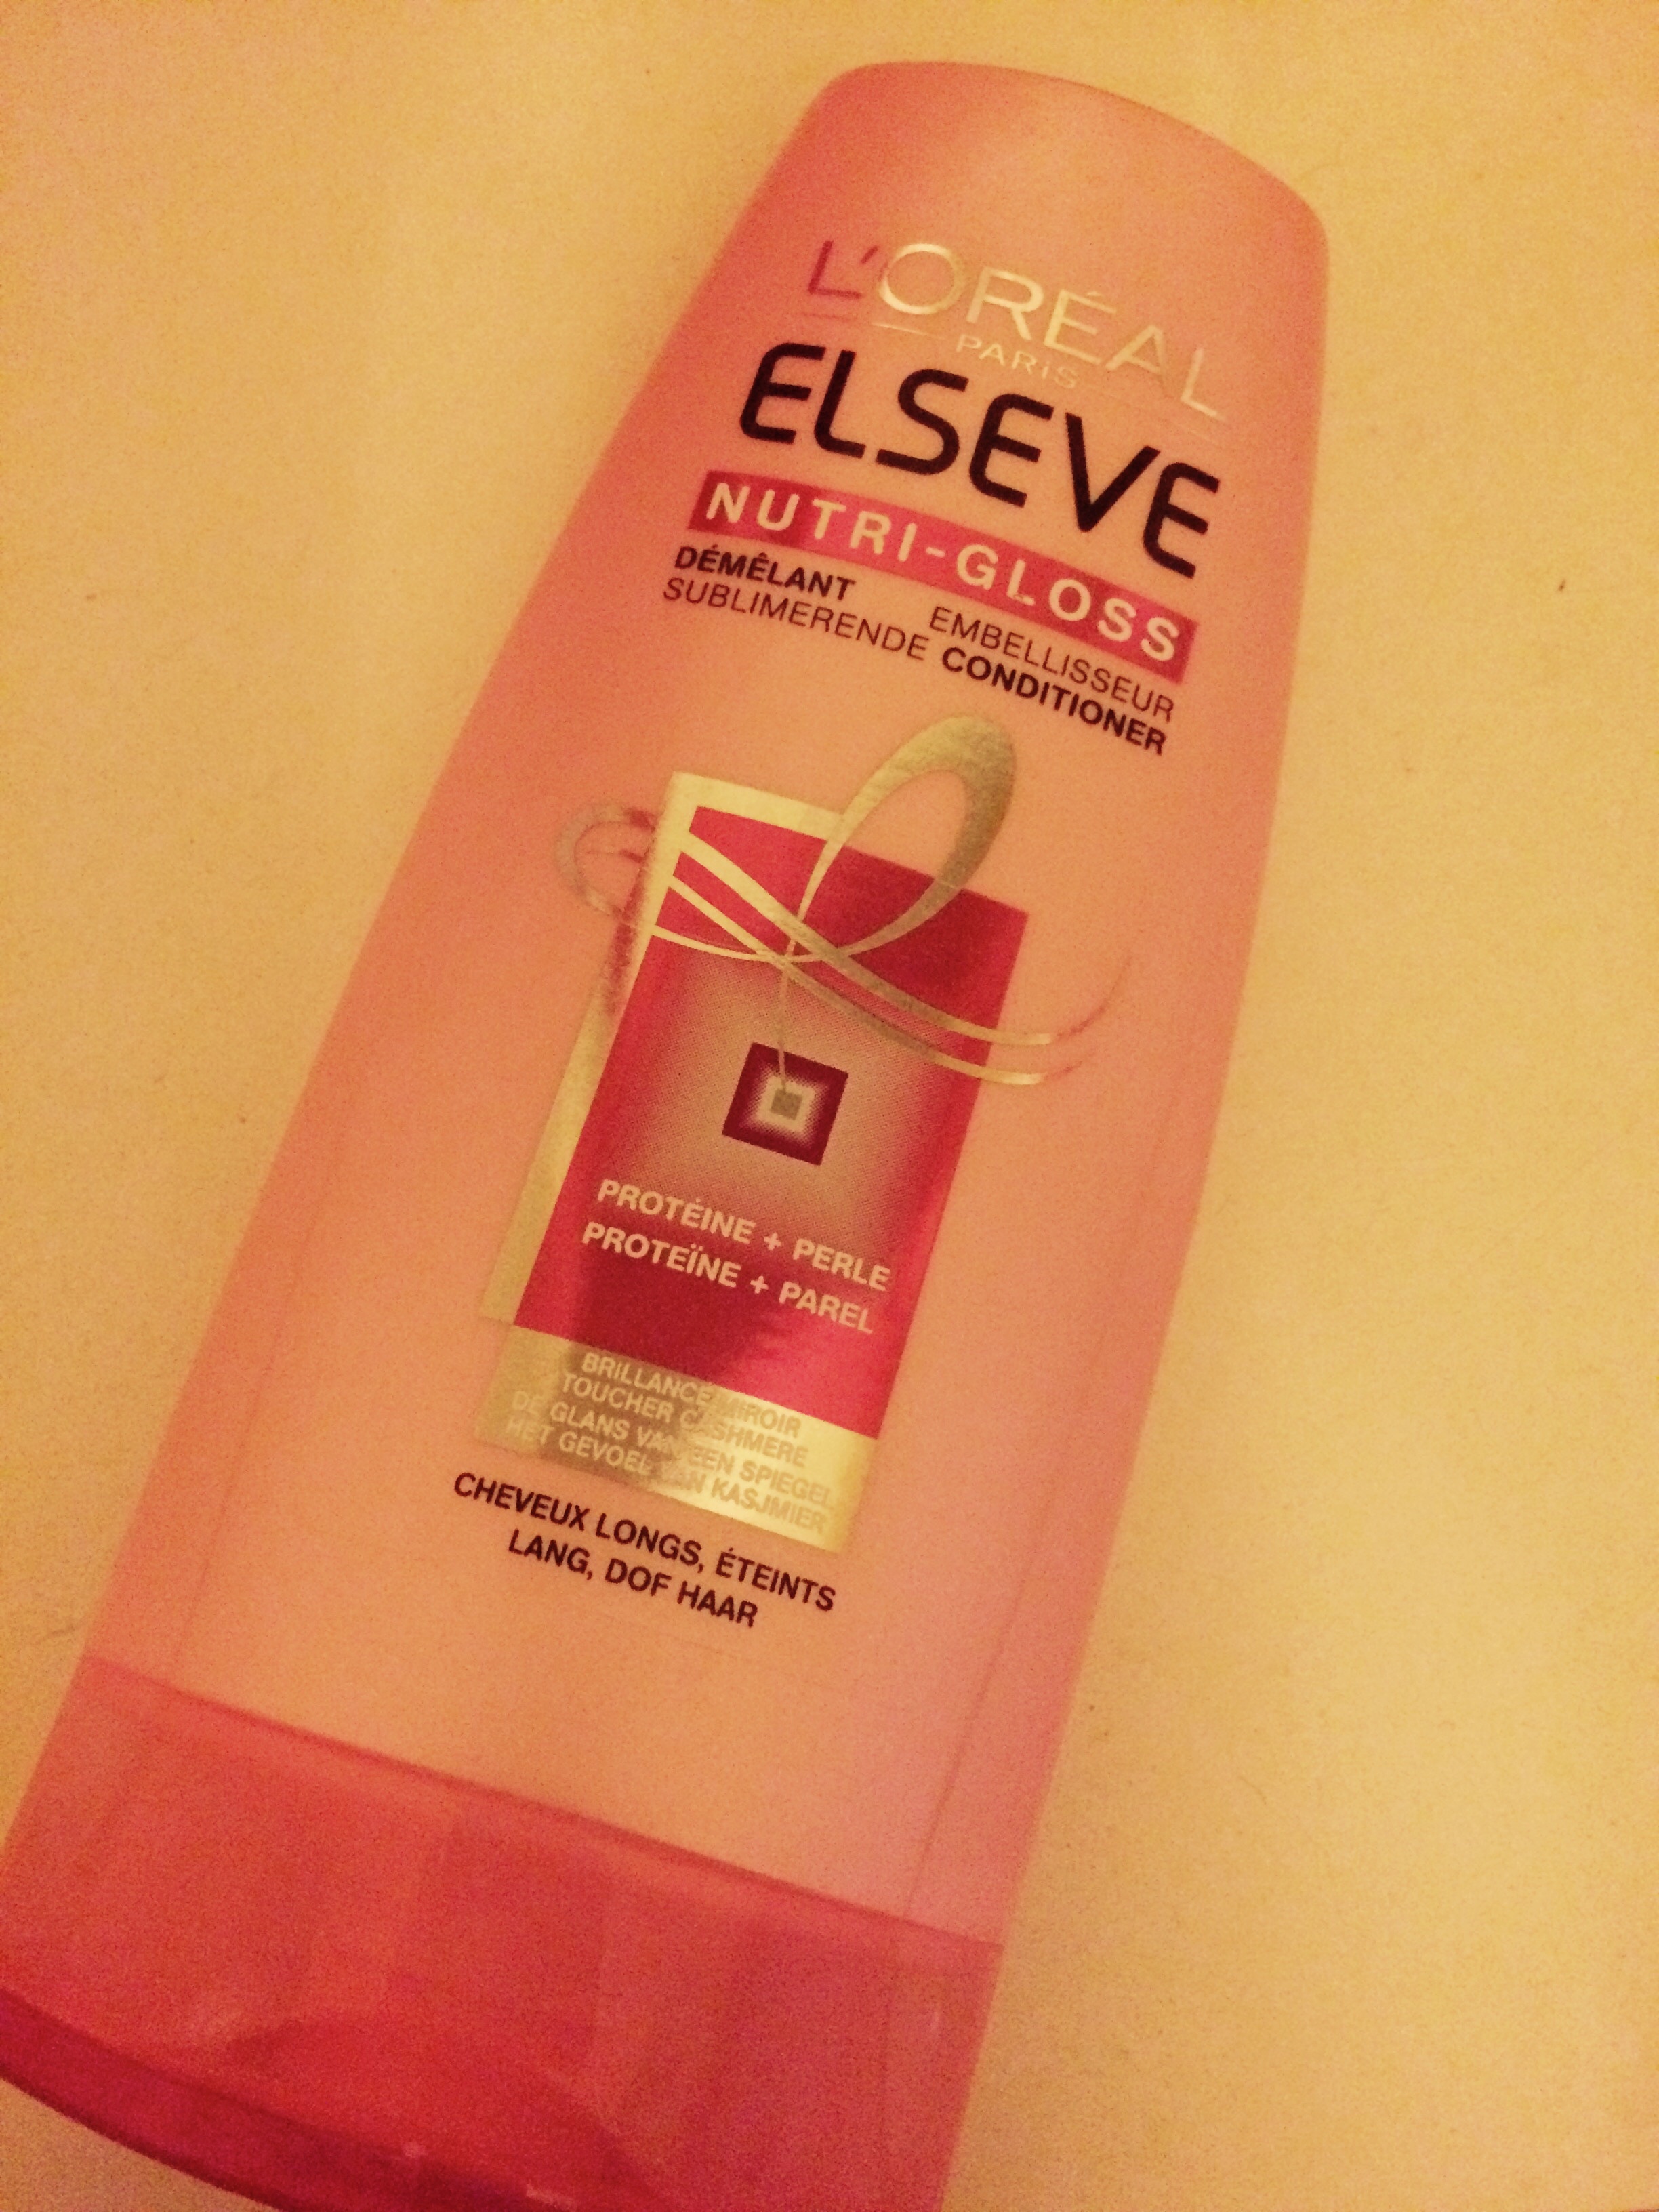 L'ORÉAL
PARIS
ELSEVE
NUTRI-GLOSS
DÉMÊLANT EMBELLISSEUR
SUBLIMERENDE CONDITIONER
PROTÉINE + PERLE
PROTEÏNE + PAREL
BRILLANCE MIROIR
TOUCHER CASHMERE
DE GLANS VAN EEN SPIEGEL,
HET GEVOEL VAN KASJMIER
CHEVEUX LONGS, ÉTEINTS
LANG, DOF HAAR